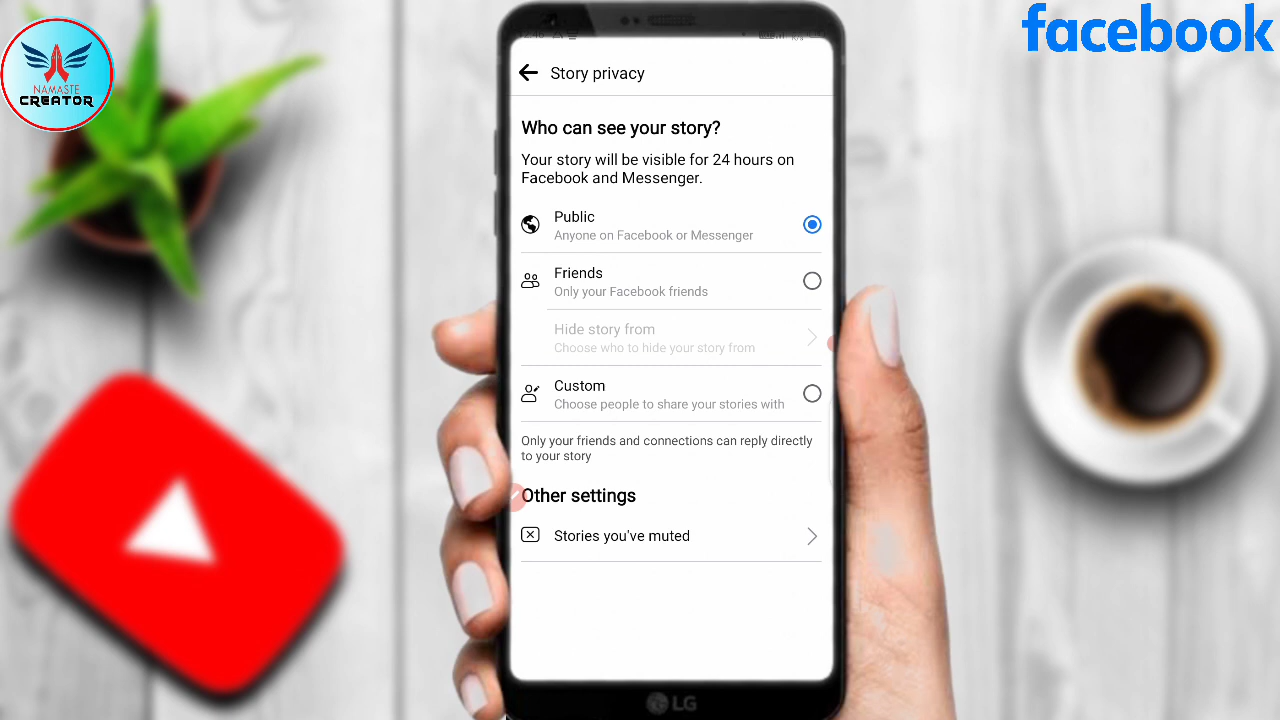 facebook
NAMASTE
CREATOR
Story privacy
Who can see your story?
Your story will be visible for 24 hours on
Facebook and Messenger.
Public
Anyone on Facebook or Messenger
Friends
Only your Facebook friends
Hide story from
Choose who to hide your story from
Custom
Choose people to share your stories with
Only your friends and connections can reply directly
to your story
Other settings
Stories you've muted
LG